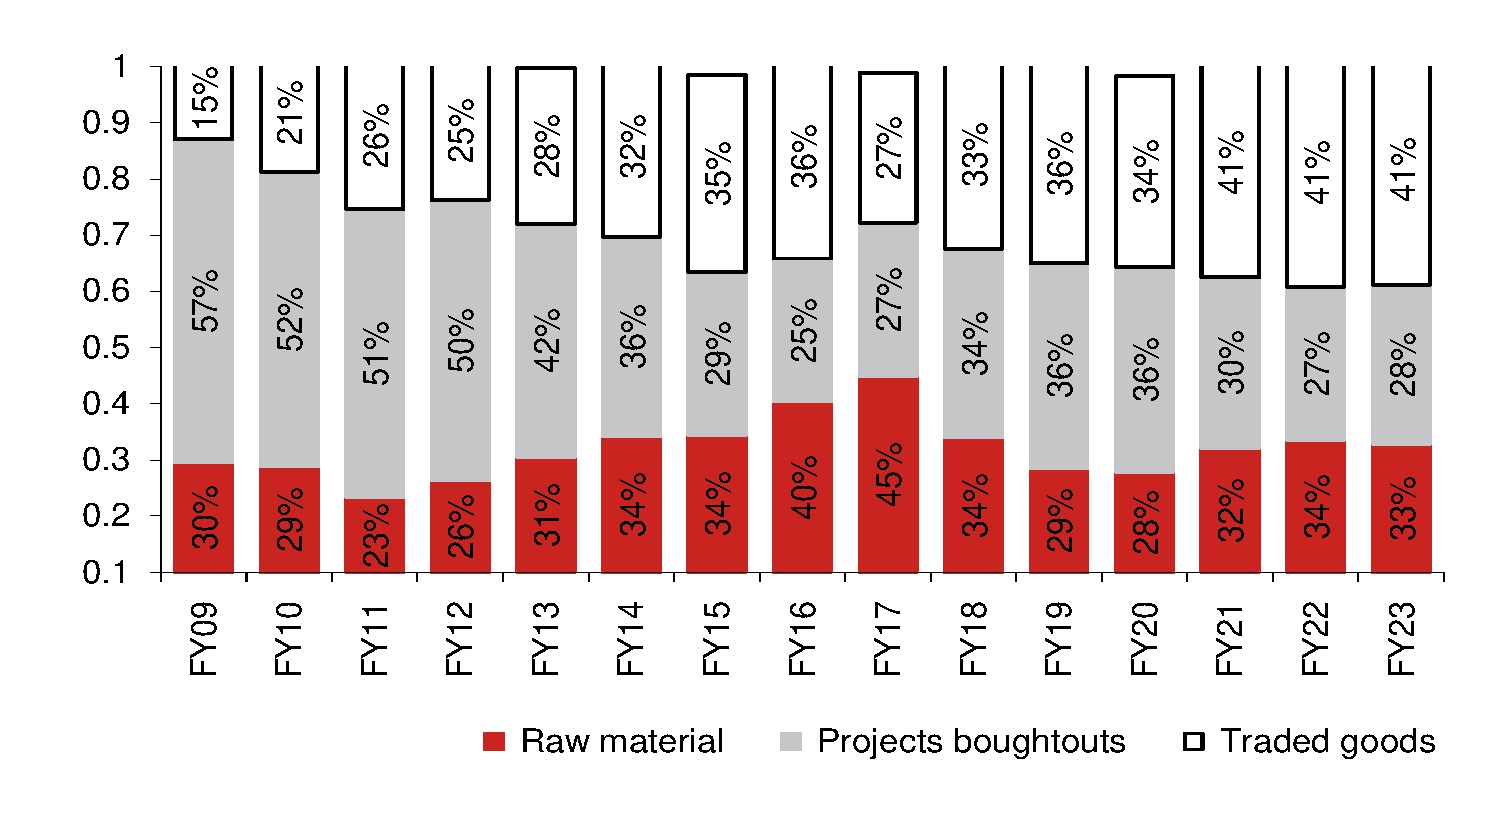 1
0.9
0.8
0.7
0.6
0.5
0.4
0.3
0.2
0.1
15% 21% 26% 25% 28% 32% 35% 36% 27% 33% 36% 34% 41% 41% 41%
57% 52% 51% 50% 42% 36% 29% 25% 27% 34% 36% 36% 30% 27% 28%
30% 29% 23% 26% 31% 34% 34% 40% 45% 34% 29% 28% 32% 34% 33%
FY09 FY10 FY11 FY12 FY13 FY14 FY15 FY16 FY17 FY18 FY19 FY20 FY21 FY22 FY23
Raw material Projects boughtouts Traded goods